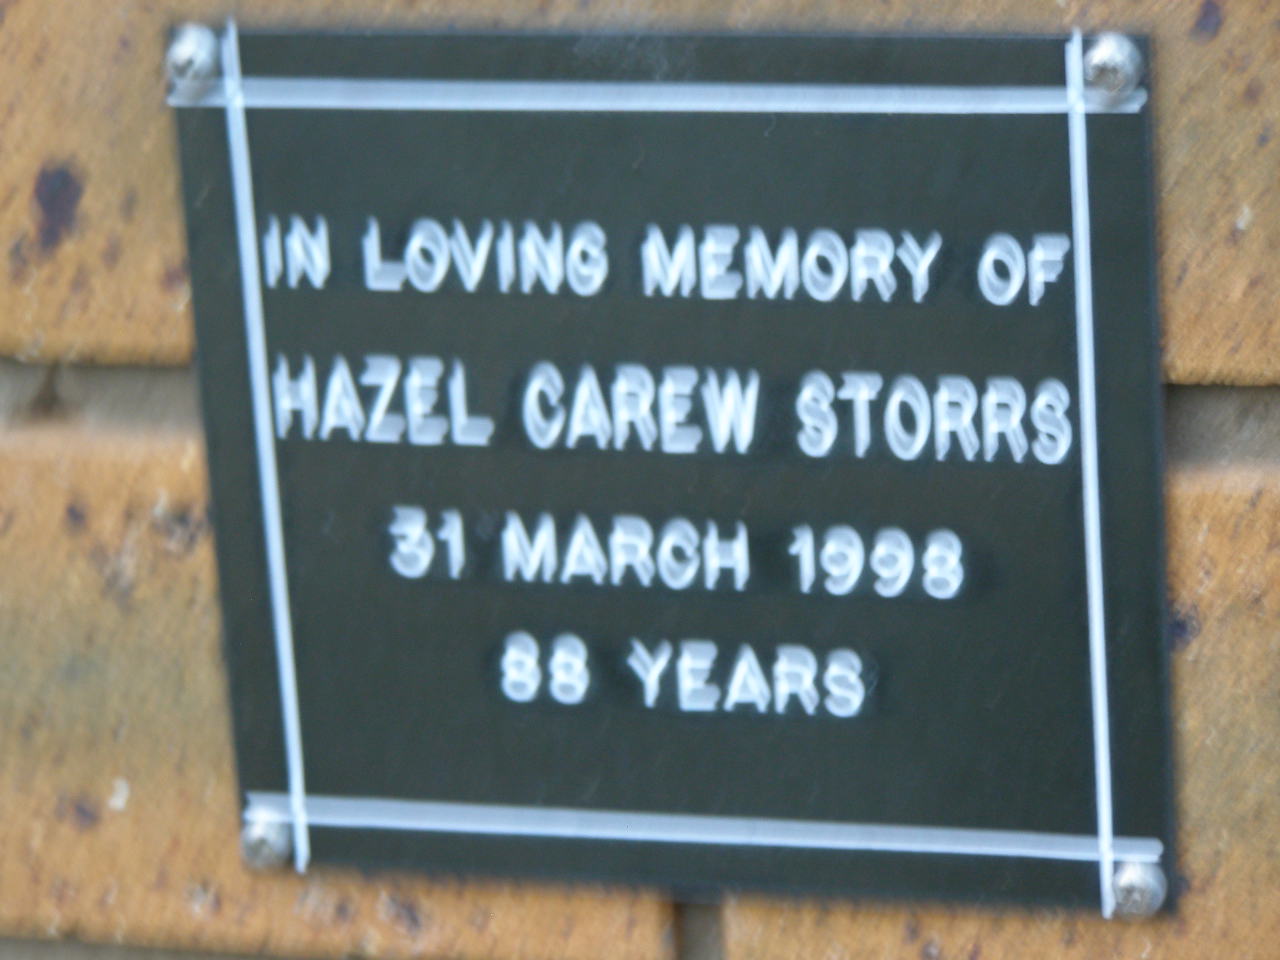 IN LOVING MEMORY OF
HAZEL CAREW STORRS
31 MARCH 1998
88 YEARS